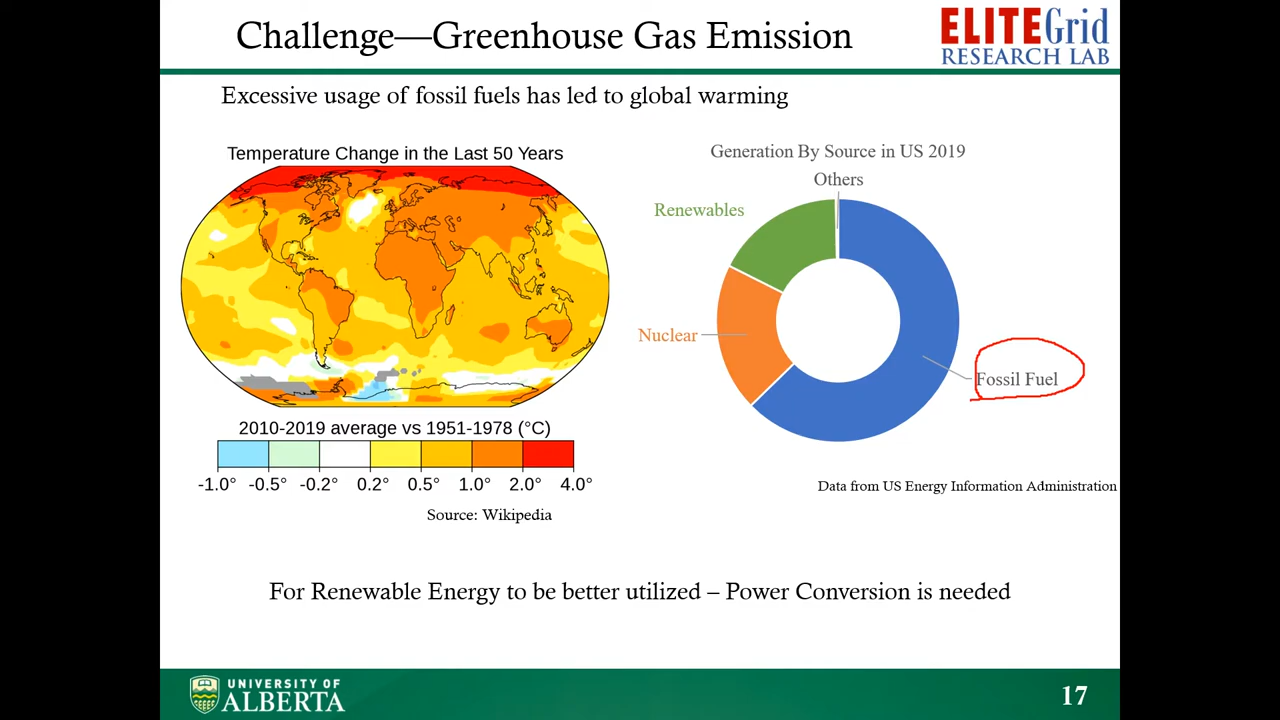 Challenge—Greenhouse Gas Emission
ELITEGrid
RESEARCH LAB
Excessive usage of fossil fuels has led to global warming
Temperature Change in the Last 50 Years
2010-2019 average vs 1951-1978 (°C)
-1.0° -0.5° -0.2° 0.2° 0.5° 1.0° 2.0° 4.0°
Source: Wikipedia
Generation By Source in US 2019
Others
Renewables
Nuclear
Fossil Fuel
Data from US Energy Information Administration
For Renewable Energy to be better utilized – Power Conversion is needed
UNIVERSITY OF
ALBERTA
17